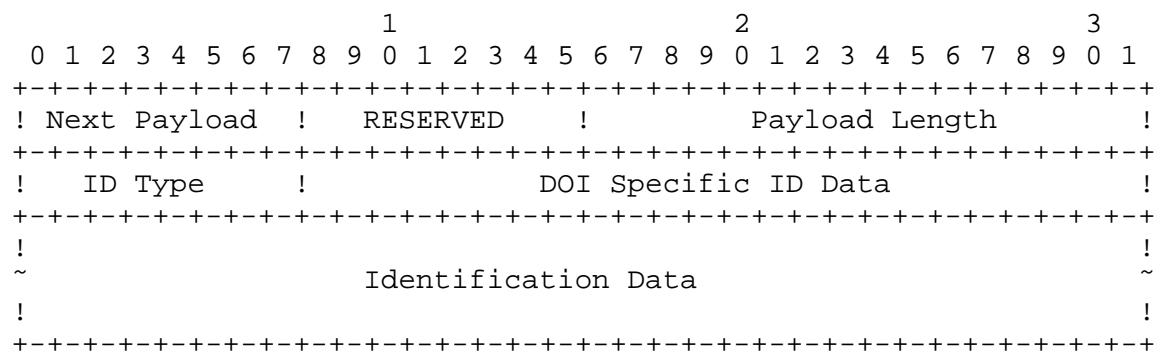 1                   2                   3
 0 1 2 3 4 5 6 7 8 9 0 1 2 3 4 5 6 7 8 9 0 1 2 3 4 5 6 7 8 9 0 1
+-+-+-+-+-+-+-+-+-+-+-+-+-+-+-+-+-+-+-+-+-+-+-+-+-+-+-+-+-+-+-+-+
! Next Payload  !   RESERVED    !         Payload Length        !
+-+-+-+-+-+-+-+-+-+-+-+-+-+-+-+-+-+-+-+-+-+-+-+-+-+-+-+-+-+-+-+-+
!   ID Type     !             DOI Specific ID Data              !
+-+-+-+-+-+-+-+-+-+-+-+-+-+-+-+-+-+-+-+-+-+-+-+-+-+-+-+-+-+-+-+-+
!                                                               !
~                   Identification Data                         ~
!                                                               !
+-+-+-+-+-+-+-+-+-+-+-+-+-+-+-+-+-+-+-+-+-+-+-+-+-+-+-+-+-+-+-+-+